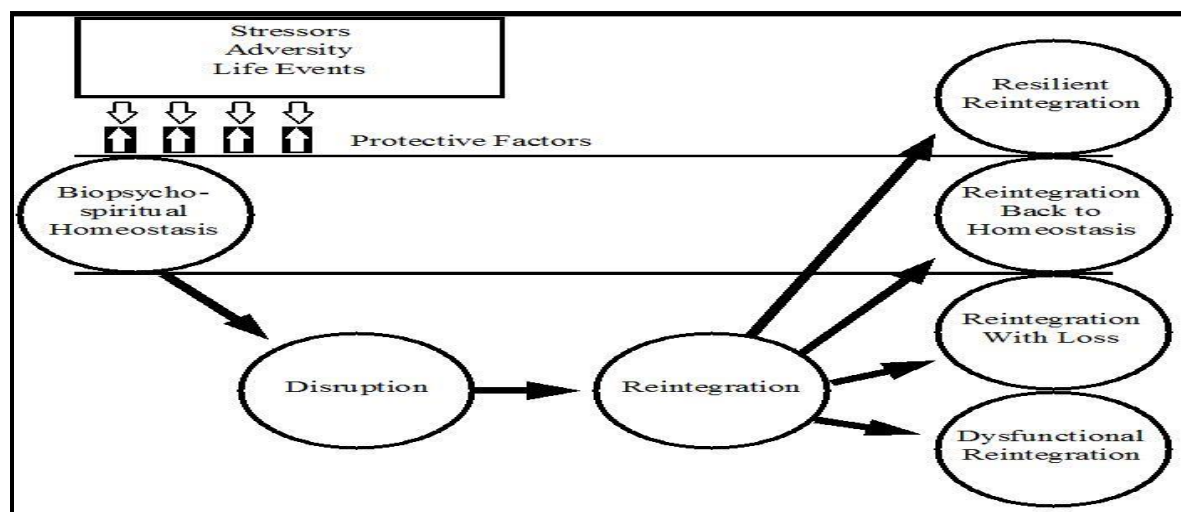 Stressors
Adversity
Life Events
Protective Factors
Biopsycho-
spiritual
Homeostasis
Disruption
Reintegration
Resilient
Reintegration
Reintegration
Back to
Homeostasis
Reintegration
With Loss
Dysfunctional
Reintegration